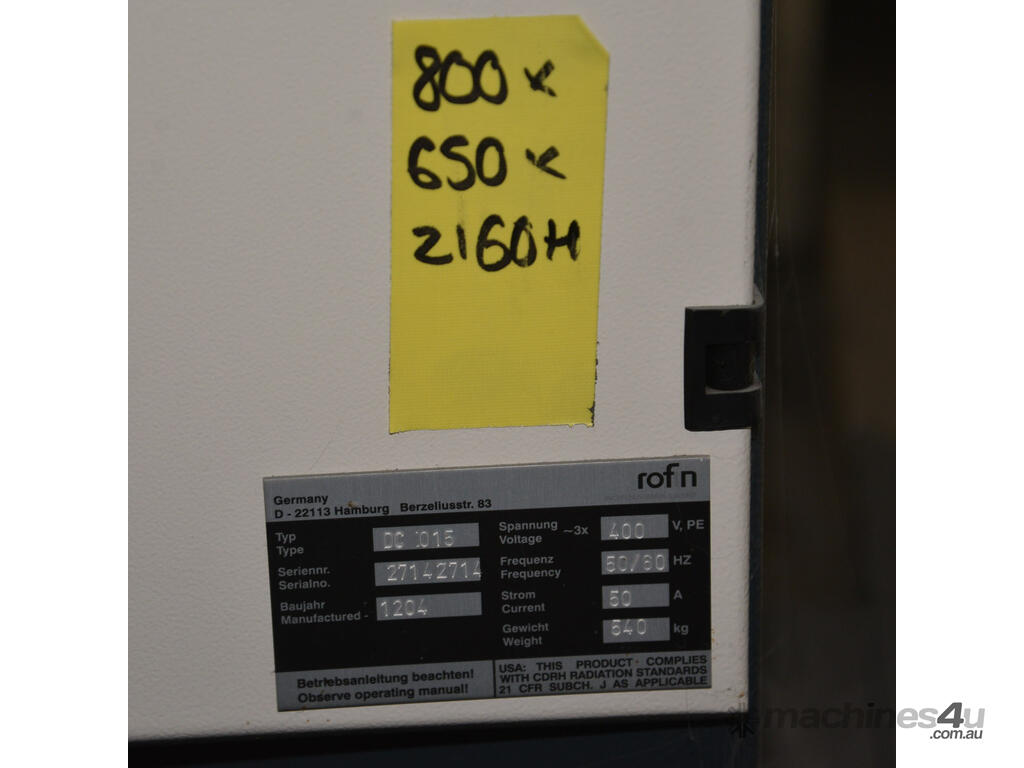 800 x
650 x
2160H
rofin
Germany
D - 22113 Hamburg Berzeliusstr. 83
Typ
Type
DC 015
Seriennr.
Serialno.
27142714
Baujahr
Manufactured -
1204
Spannung
Voltage
~3x
400
V, PE
Frequenz
Frequency
50/60
HZ
Strom
Current
50
A
Gewicht
Weight
kg
Betriebsanleitung beachten!
Observe operating manual!
USA: THIS PRODUCT COMPLIES
WITH CDRH RADIATION STANDARDS
21 CFR SUBCH. J AS APPLICABLE
machines4u
.com.au